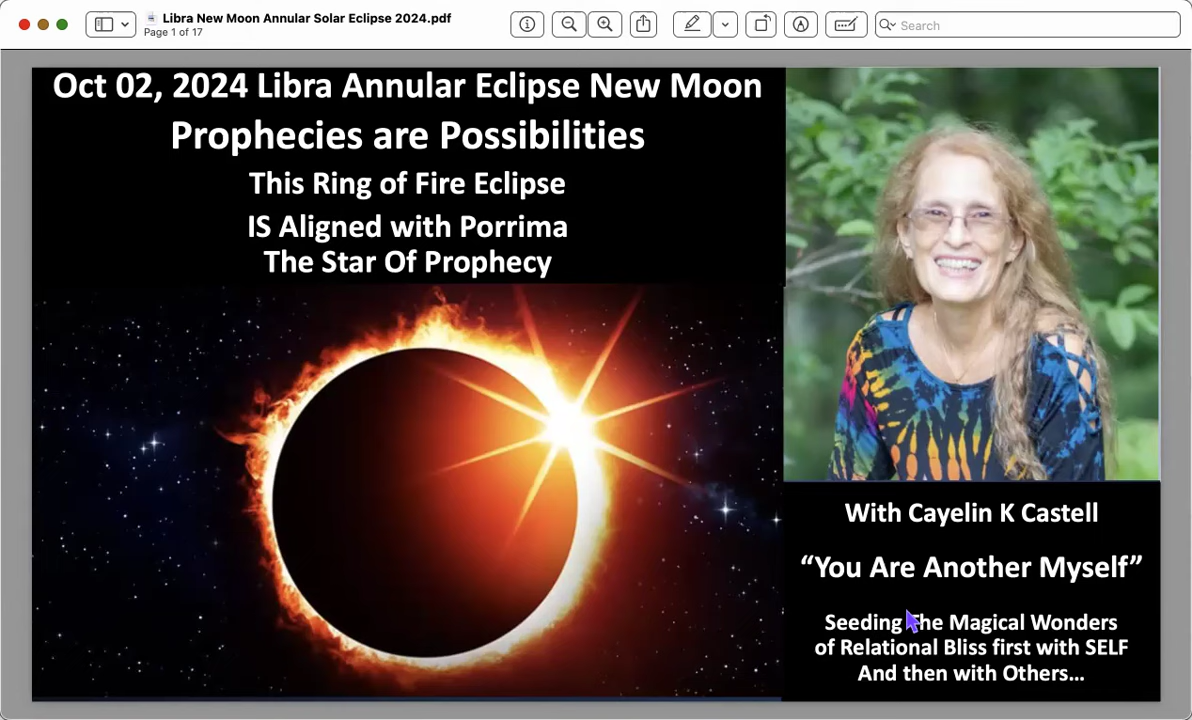 Libra New Moon Annular Solar Eclipse 2024.pdf
Page 1 of 17
Search
Oct 02, 2024 Libra Annular Eclipse New Moon
Prophecies are Possibilities
This Ring of Fire Eclipse
IS Aligned with Porrima
The Star Of Prophecy
With Cayelin K Castell
“You Are Another Myself”
Seeding The Magical Wonders
of Relational Bliss first with SELF
And then with Others...